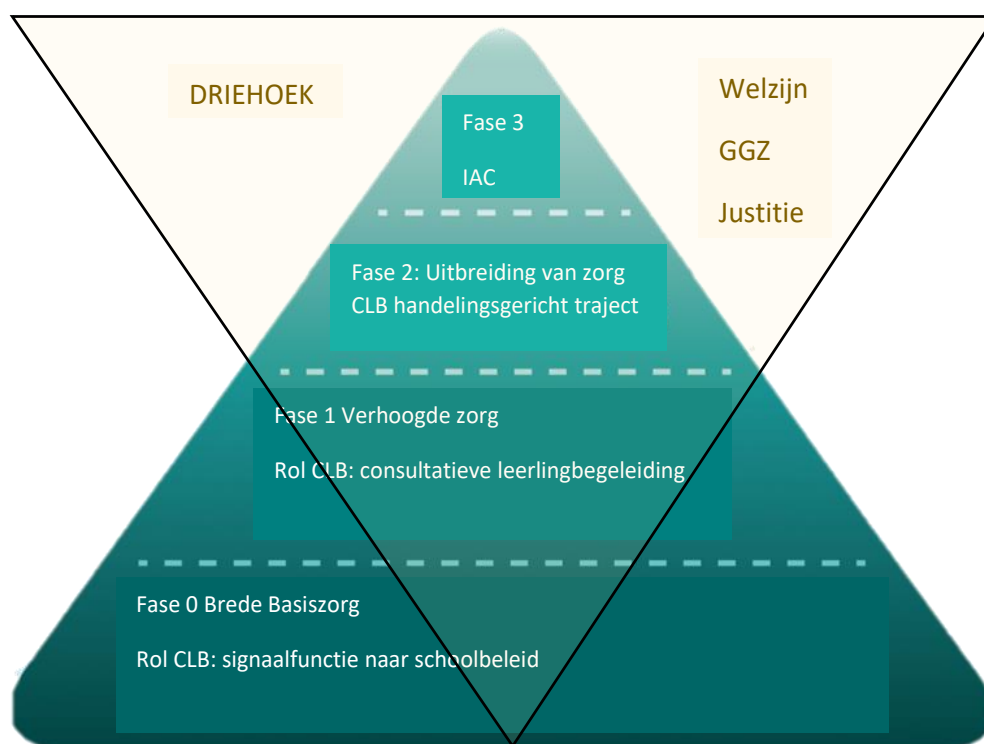 DRIEHOEK
Welzijn
GGZ
Justitie
Fase 3
IAC
Fase 2: Uitbreiding van zorg
CLB handelingsgericht traject
Fase 1 Verhoogde zorg
Rol CLB: consultatieve leerlingbegeleiding
Fase 0 Brede Basiszorg
Rol CLB: signaalfunctie naar schoolbeleid